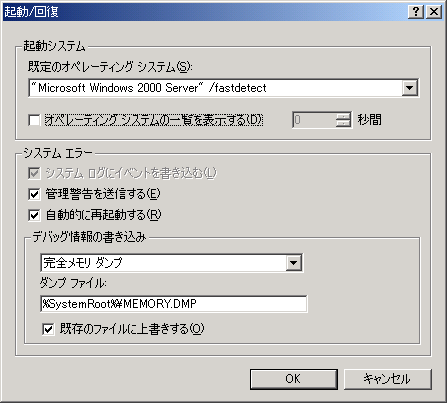 起動/回復
起動システム
既定のオペレーティング システム(S):
"Microsoft Windows 2000 Server" /fastdetect
オペレーティング システムの一覧を表示する(D)
0
秒間
システム エラー
システム ログにイベントを書き込む(L)
管理警告を送信する(E)
自動的に再起動する(R)
デバッグ情報の書き込み
完全メモリ ダンプ
ダンプ ファイル:
%SystemRoot%¥MEMORY.DMP
既存のファイルに上書きする(O)
OK
キャンセル